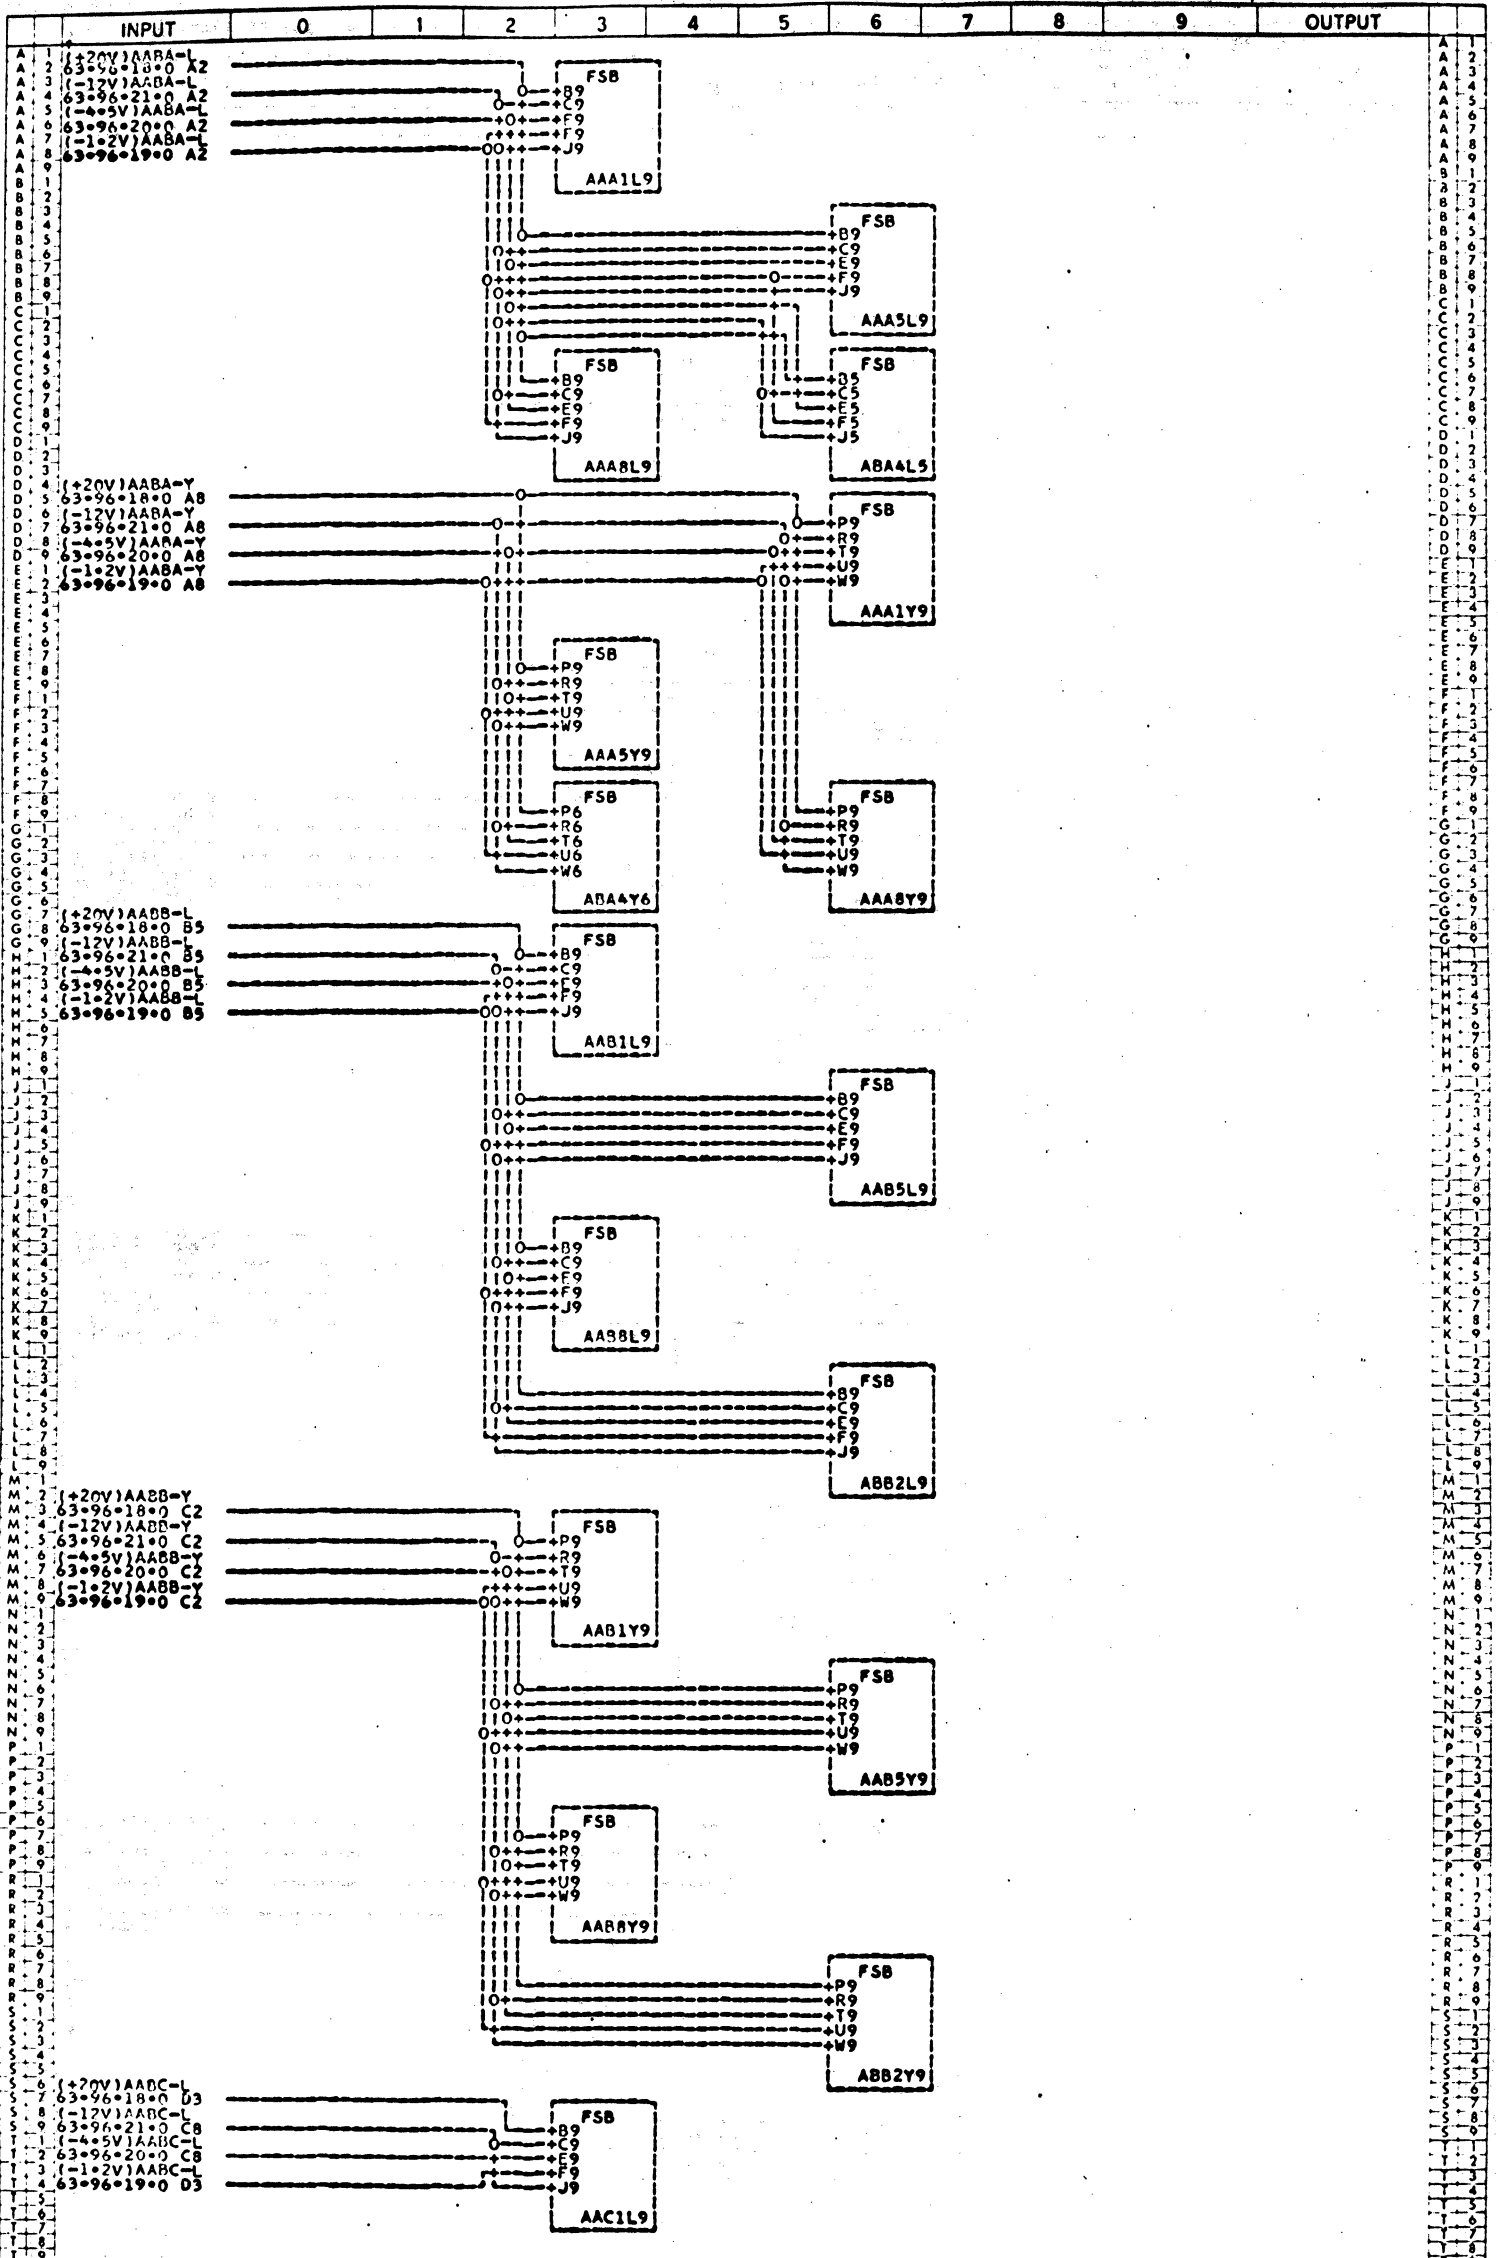 INPUT 0 1 2 3 4 5 6 7 8 9 OUTPUT
(+20V)AABA-L
63•96•18•0 A2
(-12V)AABA-L
63•96•21•0 A2
(-4•5V)AABA-L
63•96•20•0 A2
(-1•2V)AABA-L
63•96•19•0 A2
FSB
B9
C9
E9
F9
J9
AAA1L9
FSB
B9
C9
E9
F9
J9
AAA5L9
FSB
B9
C9
E9
F9
J9
AAA8L9
FSB
B5
C5
E5
F5
J5
ABA4L5
(+20V)AABA-Y
63•96•18•0 A8
(-12V)AABA-Y
63•96•21•0 A8
(-4•5V)AABA-Y
63•96•20•0 A8
(-1•2V)AABA-Y
63•96•19•0 A8
FSB
P9
R9
T9
U9
W9
AAA1Y9
FSB
P9
R9
T9
U9
W9
AAA5Y9
FSB
P6
R6
T6
U6
W6
ABA4Y6
FSB
P9
R9
T9
U9
W9
AAA8Y9
(+20V)AABB-L
63•96•18•0 B5
(-12V)AABB-L
63•96•21•0 B5
(-4•5V)AABB-L
63•96•20•0 B5
(-1•2V)AABB-L
63•96•19•0 B5
FSB
B9
C9
E9
F9
J9
AAB1L9
FSB
B9
C9
E9
F9
J9
AAB5L9
FSB
B9
C9
E9
F9
J9
AAB8L9
FSB
B9
C9
E9
F9
J9
ABB2L9
(+20V)AABB-Y
63•96•18•0 C2
(-12V)AABB-Y
63•96•21•0 C2
(-4•5V)AABB-Y
63•96•20•0 C2
(-1•2V)AABB-Y
63•96•19•0 C2
FSB
P9
R9
T9
U9
W9
AAB1Y9
FSB
P9
R9
T9
U9
W9
AAB5Y9
FSB
P9
R9
T9
U9
W9
AAB8Y9
FSB
P9
R9
T9
U9
W9
ABB2Y9
(+20V)AABC-L
63•96•18•0 D3
(-12V)AABC-L
63•96•21•0 C8
(-4•5V)AABC-L
63•96•20•0 C8
(-1•2V)AABC-L
63•96•19•0 D3
FSB
B9
C9
E9
F9
J9
AAC1L9